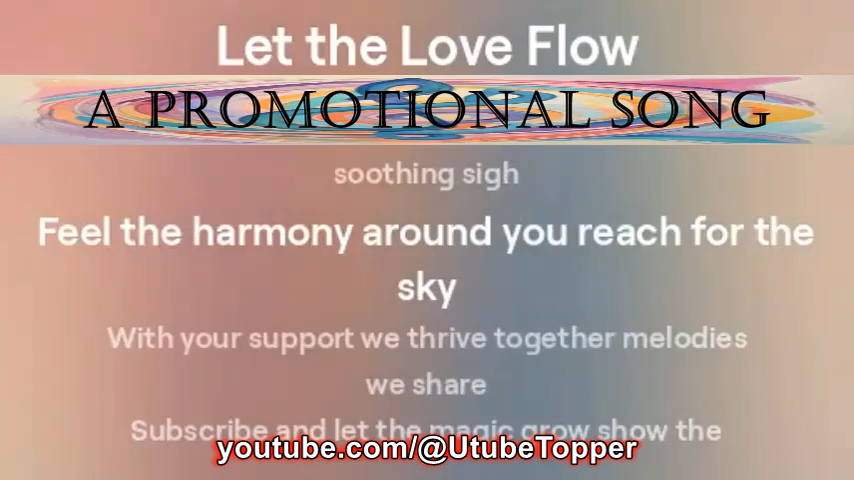 Let the Love Flow
A PROMOTIONAL SONG
soothing sigh
Feel the harmony around you reach for the
sky
With your support we thrive together melodies
we share
Subscribe and let the magic grow show the
youtube.com/@UtubeTopper